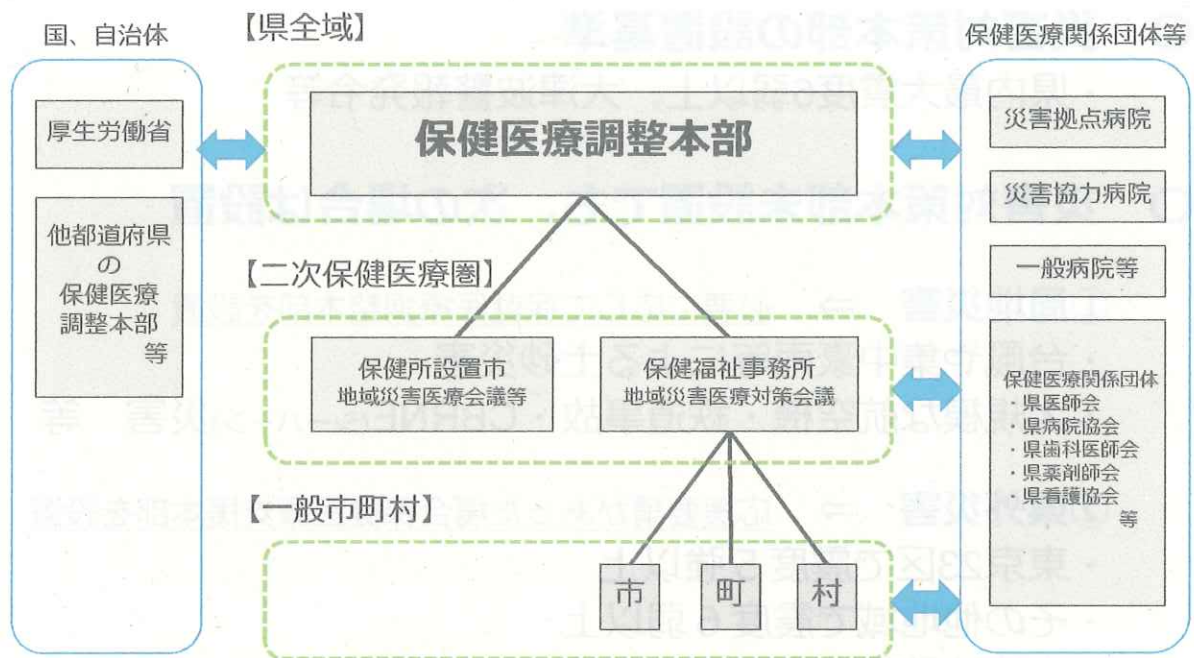 国、自治体
【県全域】
保健医療関係団体等
厚生労働省
保健医療調整本部
災害拠点病院
災害協力病院
一般病院等
他都道府県
の
保健医療
調整本部
等
【二次保健医療圏】
保健所設置市
地域災害医療会議等
保健福祉事務所
地域災害医療対策会議
保健医療関係団体
・県医師会
・県病院協会
・県歯科医師会
・県薬剤師会
・県看護協会
等
【一般市町村】
市
町
村